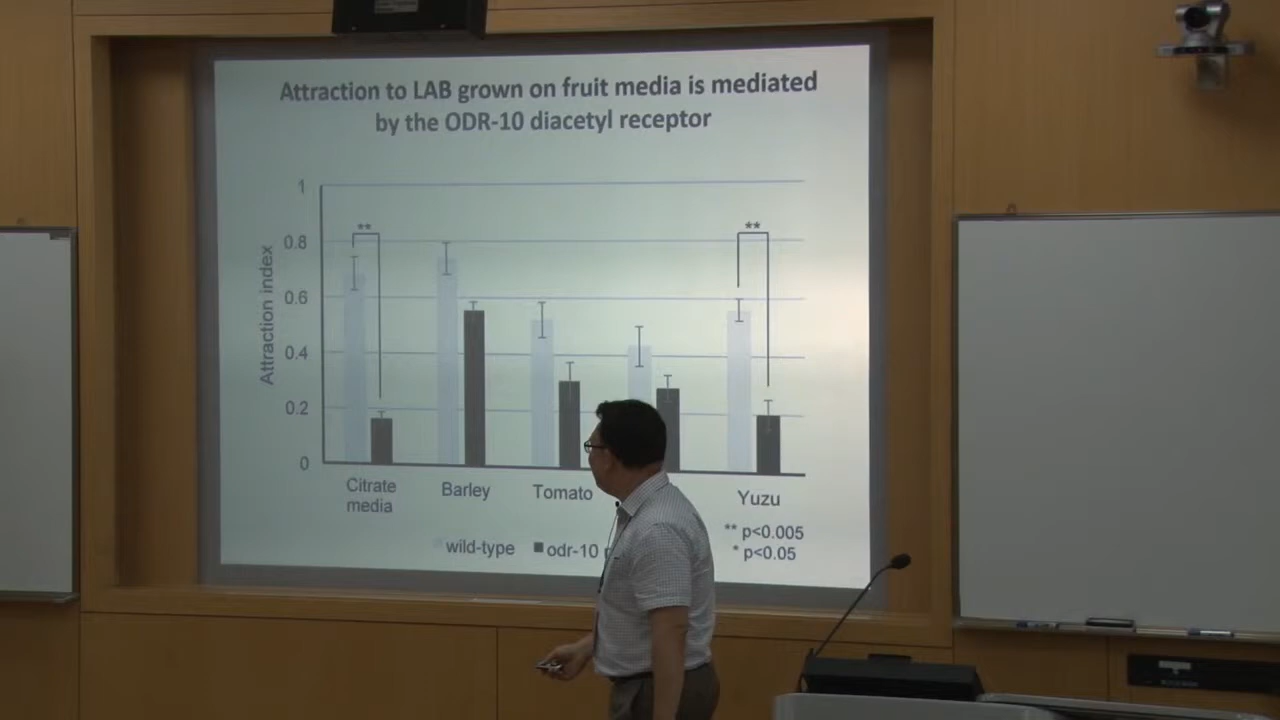 Attraction to LAB grown on fruit media is mediated
by the ODR-10 diacetyl receptor
Attraction index
1
0.8
0.6
0.4
0.2
0
**
**
Citrate
media
Barley
Tomato
Yuzu
wild-type
odr-10
** p<0.005
* p<0.05